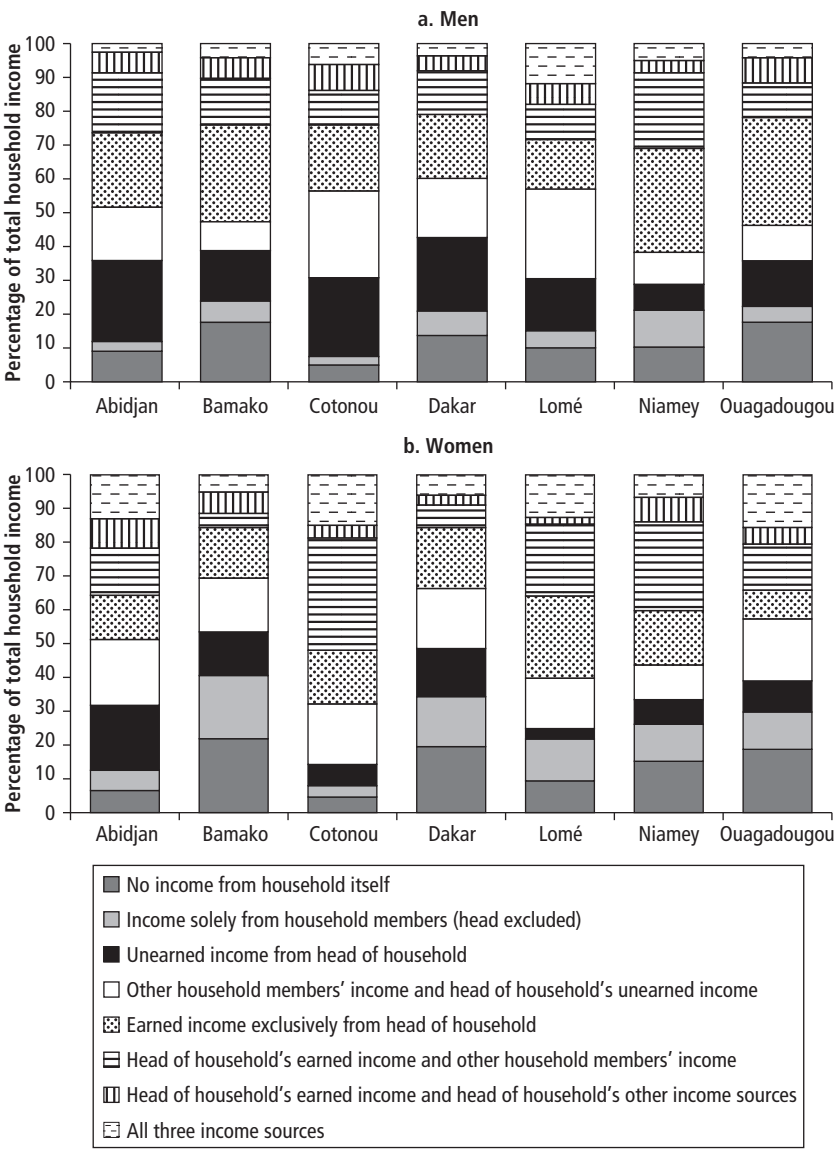 a. Men
Percentage of total household income
100
90
80
70
60
50
40
30
20
10
0
Abidjan Bamako Cotonou Dakar Lomé Niamey Ouagadougou
b. Women
Percentage of total household income
100
90
80
70
60
50
40
30
20
10
0
Abidjan Bamako Cotonou Dakar Lomé Niamey Ouagadougou
No income from household itself
Income solely from household members (head excluded)
Unearned income from head of household
Other household members’ income and head of household’s unearned income
Earned income exclusively from head of household
Head of household’s earned income and other household members’ income
Head of household’s earned income and head of household’s other income sources
All three income sources